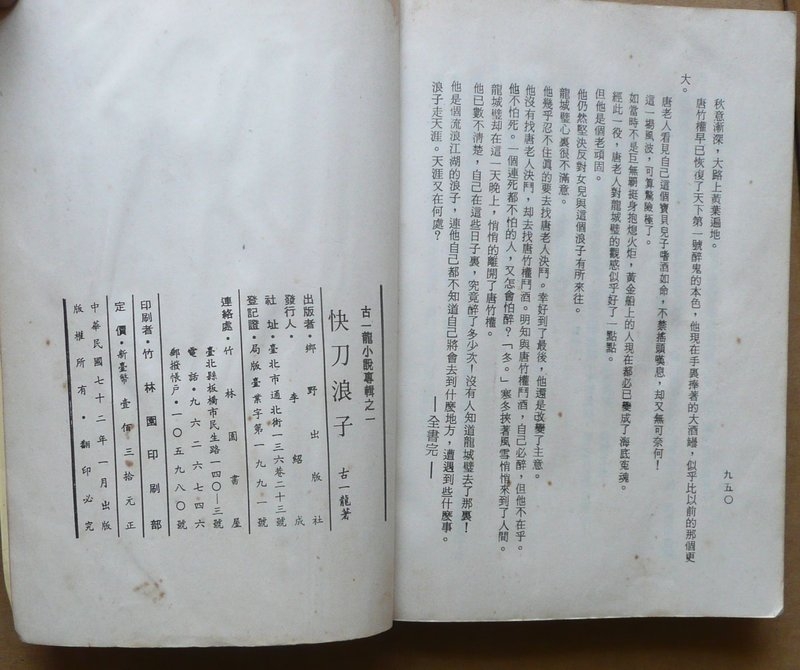 九五〇
秋意漸深，大路上黃葉遍地。
唐竹權早已恢復了天下第一號醉鬼的本色，他現在手裏捧著的大酒罎，似乎比以前的那個更
大。
唐老人看見自己這個寶貝兒子嗜酒如命，不禁搖頭嘆息，却又無可奈何！
這一場風波，可算驚險極了。
如當時不是巨無霸挺身抱熄火炬，黃金船上的人現在都必已變成了海底寃魂。
經此一役，唐老人對龍城璧的觀感似乎好了一點點。
但他是個老頑固。
他仍然堅決反對女兒與這個浪子有所來往。
龍城璧心裏很不滿意。
他幾乎忍不住眞的要去找唐老人決鬥。幸好到了最後，他還是改變了主意。
他沒有找唐老人決鬥，却去找唐竹權鬥酒。明知與唐竹權鬥酒，自己必醉，但他不在乎。
他不怕死。一個連死都不怕的人，又怎會怕醉？「冬。」寒冬挾著風雪悄悄來到了人間。
龍城璧却在這一天晚上，悄悄的離開了唐竹權。
他已數不清楚，自己在這些日子裏，究竟醉了多少次！沒有人知道龍城璧去了那裏！
他是個流浪江湖的浪子，連他自己都不知道自己將會去到什麼地方，遭遇到些什麼事。
浪子走天涯。天涯又在何處？
——全書完——
古一龍小說專輯之一
快刀浪子 古一龍著
出版者·鄉野出版社
發行人·李紹成
社址·臺北市通北街一三六巷二十三號
登記證·局版臺業字第一九九一號
連絡處·竹林園書屋
臺北縣板橋市民生路一四〇—三號
電話·九六二六七四六
郵撥帳戶·一〇五九八〇號
印刷者·竹林園印刷部
定價·新臺幣壹佰三拾元正
中華民國七十二年一月出版
版權所有·翻印必究